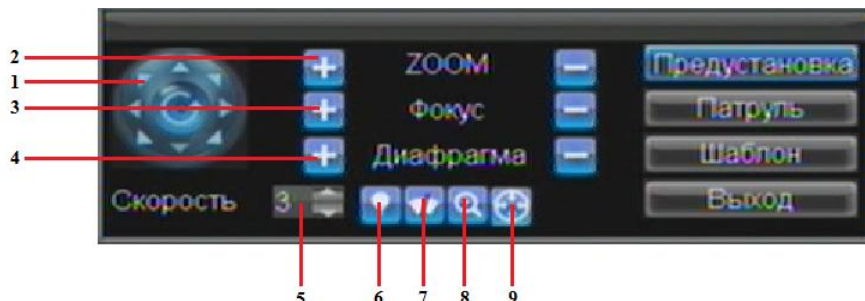 2 ZOOM Предустановка
1
3 Фокус Патруль
4 Диафрагма Шаблон
Скорость 3 Выход
5 6 7 8 9